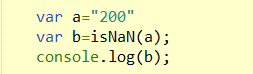 var a="200"
var b=isNaN(a);
console.log(b);